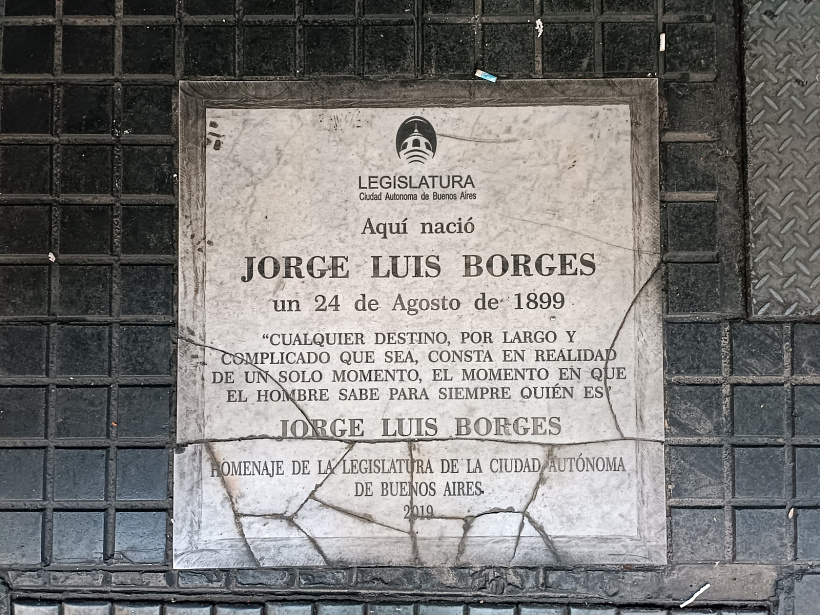 LEGISLATURA
Ciudad Autonoma de Buenos Aires
Aquí nació
JORGE LUIS BORGES
un 24 de Agosto de 1899
“CUALQUIER DESTINO, POR LARGO Y
COMPLICADO QUE SEA, CONSTA EN REALIDAD
DE UN SOLO MOMENTO, EL MOMENTO EN QUE
EL HOMBRE SABE PARA SIEMPRE QUIÉN ES”
JORGE LUIS BORGES
HOMENAJE DE LA LEGISLATURA DE LA CIUDAD AUTÓNOMA
DE BUENOS AIRES.
2019